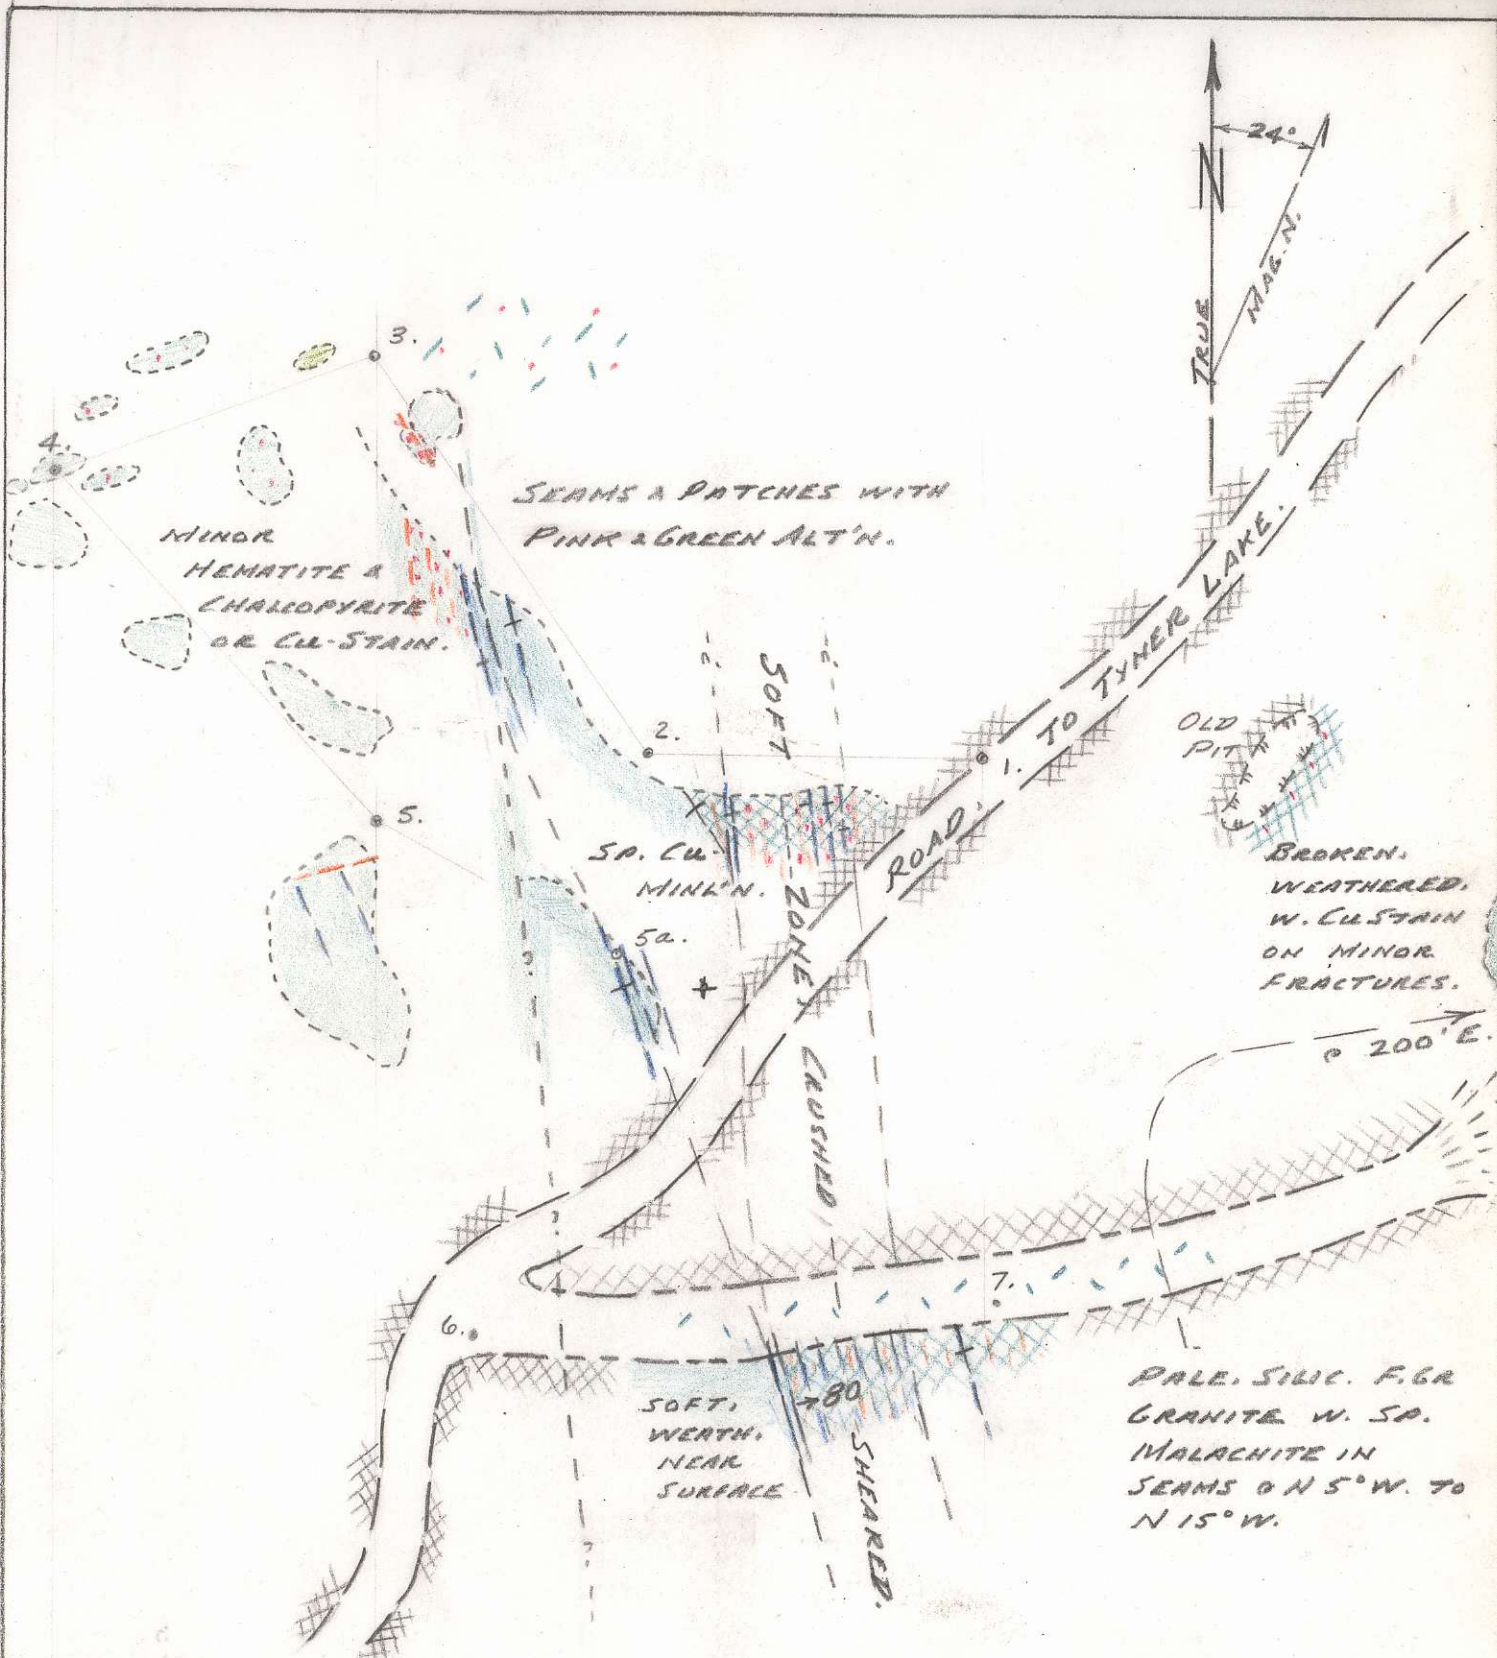 24°
N
TRUE
MAG. N.
3.
4.
SEAMS & PATCHES WITH
PINK & GREEN ALT'N.
MINOR
HEMATITE &
CHALCOPYRITE
OR CU-STAIN.
2.
1.
ROAD. TO TYNER LAKE.
OLD
PIT
5.
SP. CU-
MINL'N.
5a.
BROKEN.
WEATHERED.
W. CU STAIN
ON MINOR
FRACTURES.
200' E.
SOFT ZONE, CRUSHED, SHEARED.
?
?
?
6.
7.
80
SOFT,
WEATH.
NEAR
SURFACE
PALE. SILIC. F.GR
GRANITE W. SP.
MALACHITE IN
SEAMS @ N 5° W. TO
N 15° W.